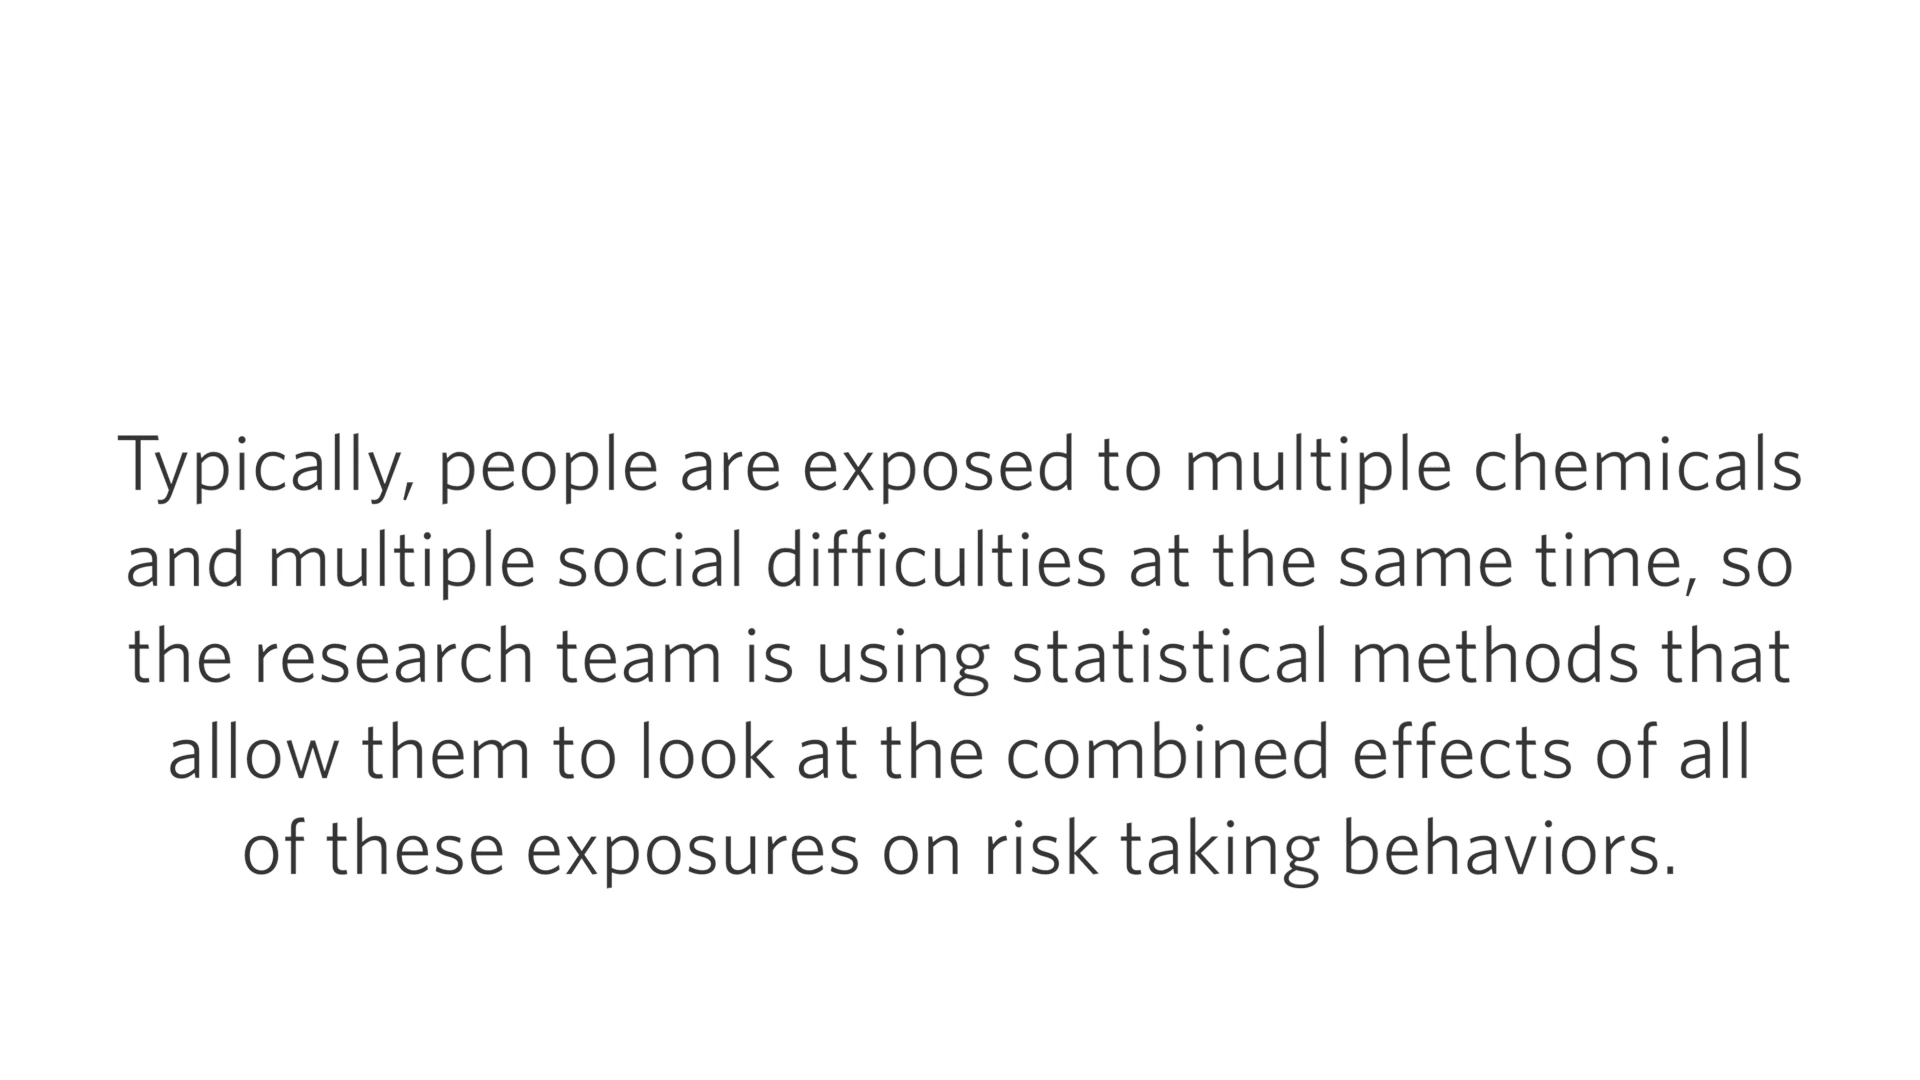 Typically, people are exposed to multiple chemicals
and multiple social difficulties at the same time, so
the research team is using statistical methods that
allow them to look at the combined effects of all
of these exposures on risk taking behaviors.